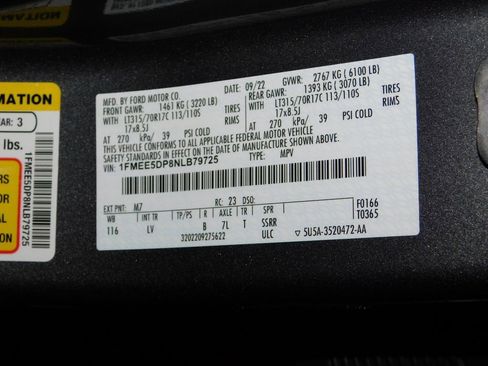 MFD. BY FORD MOTOR CO.
DATE: 09/22 GVWR: 2767 KG ( 6100 LB)
FRONT GAWR: 1461 KG ( 3220 LB) REAR GAWR: 1393 KG ( 3070 LB)
LT315/70R17C 113/110S TIRES LT315/70R17C 113/110S TIRES
17x8.5J RIMS 17x8.5J RIMS
AT 270 kPa/ 39 PSI COLD AT 270 kPa/ 39 PSI COLD
THIS VEHICLE CONFORMS TO ALL APPLICABLE FEDERAL MOTOR VEHICLE
SAFETY STANDARDS IN EFFECT ON THE DATE OF MANUFACTURE SHOWN ABOVE.
VIN: 1FMEE5DP8NLB79725 TYPE: MPV
EXT PNT: M7 RC: 23 DSO: F0166
WB INT TR TP/PS R AXLE TR SPR T0365
116 LV B 7L T SSRR
3202209275622 ULC ▽ 5U5A-3520472-AA
MATION
EAR: 3
lbs.
1FMEE5DP8NLB79725